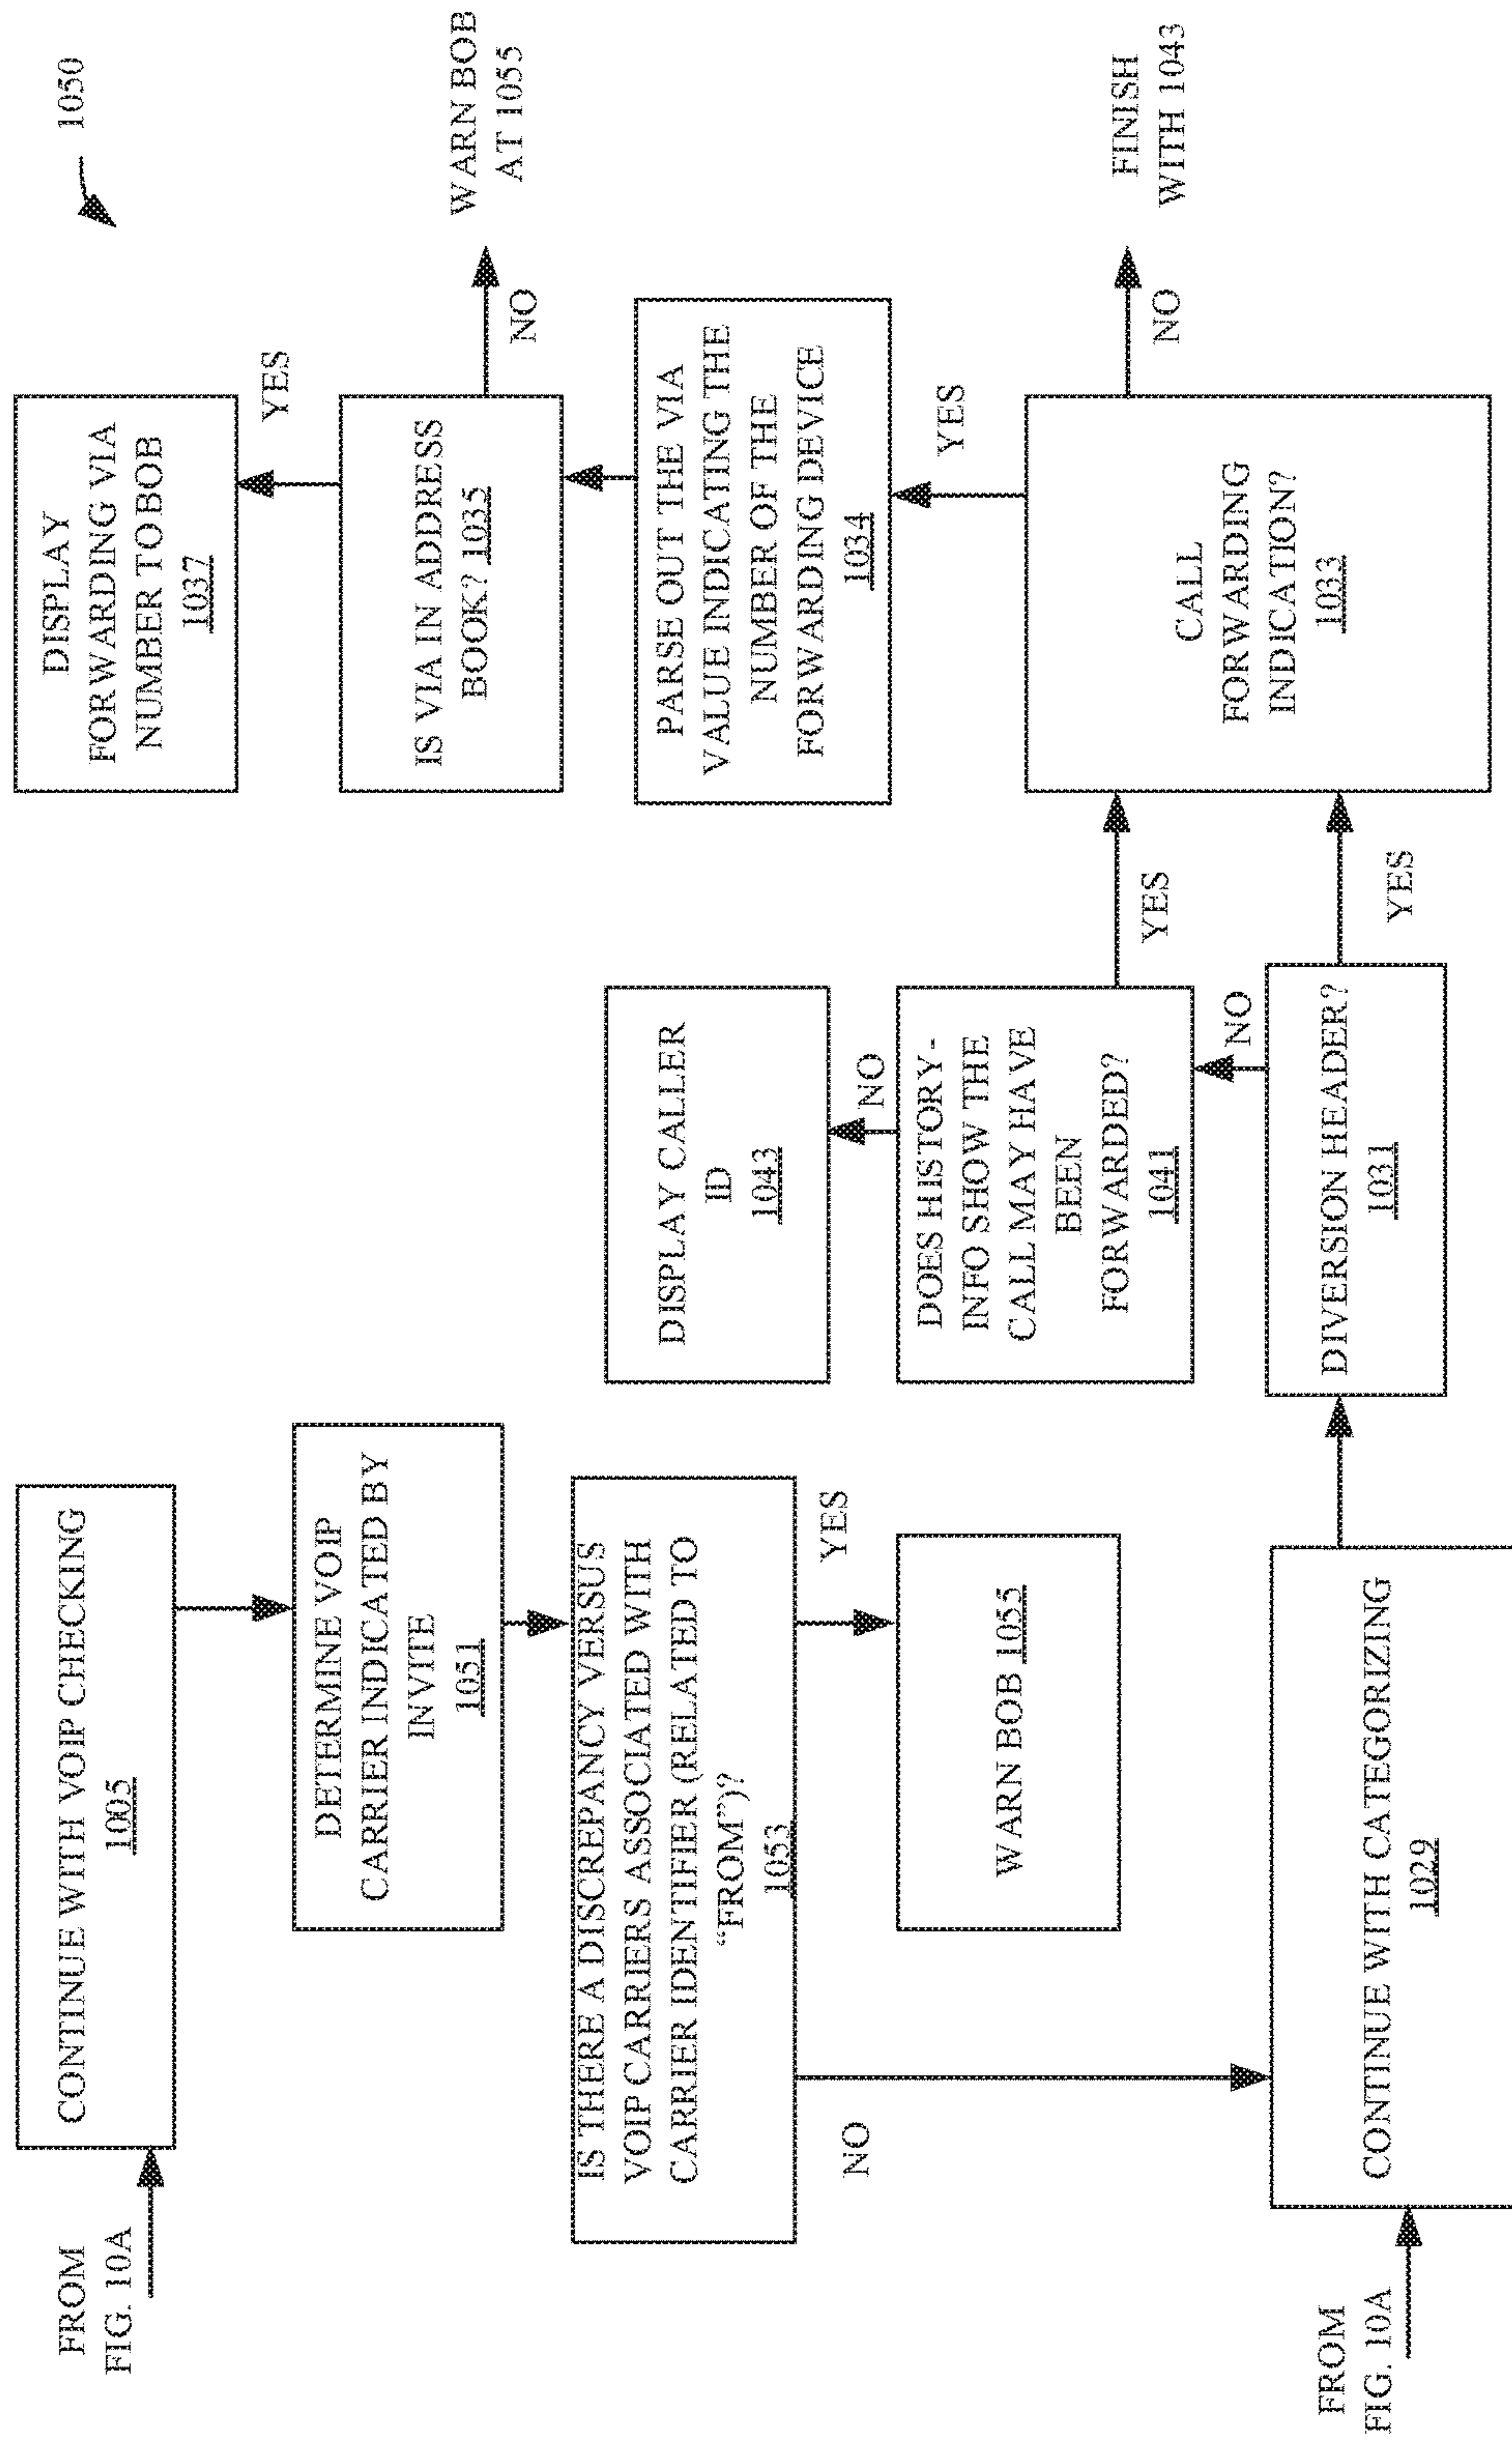 1050
FROM
FIG. 10A
CONTINUE WITH VOIP CHECKING
1005
DETERMINE VOIP
CARRIER INDICATED BY
INVITE
1051
IS THERE A DISCREPANCY VERSUS
VOIP CARRIERS ASSOCIATED WITH
CARRIER IDENTIFIER (RELATED TO
“FROM”)?
1053
YES
NO
WARN BOB 1055
FROM
FIG. 10A
CONTINUE WITH CATEGORIZING
1029
DIVERSION HEADER?
1031
NO
YES
DOES HISTORY-
INFO SHOW THE
CALL MAY HAVE
BEEN
FORWARDED?
1041
NO
YES
DISPLAY CALLER
ID
1043
CALL
FORWARDING
INDICATION?
1033
NO
FINISH
WITH 1043
YES
PARSE OUT THE VIA
VALUE INDICATING THE
NUMBER OF THE
FORWARDING DEVICE
1034
IS VIA IN ADDRESS
BOOK? 1035
NO
WARN BOB
AT 1055
YES
DISPLAY
FORWARDING VIA
NUMBER TO BOB
1037